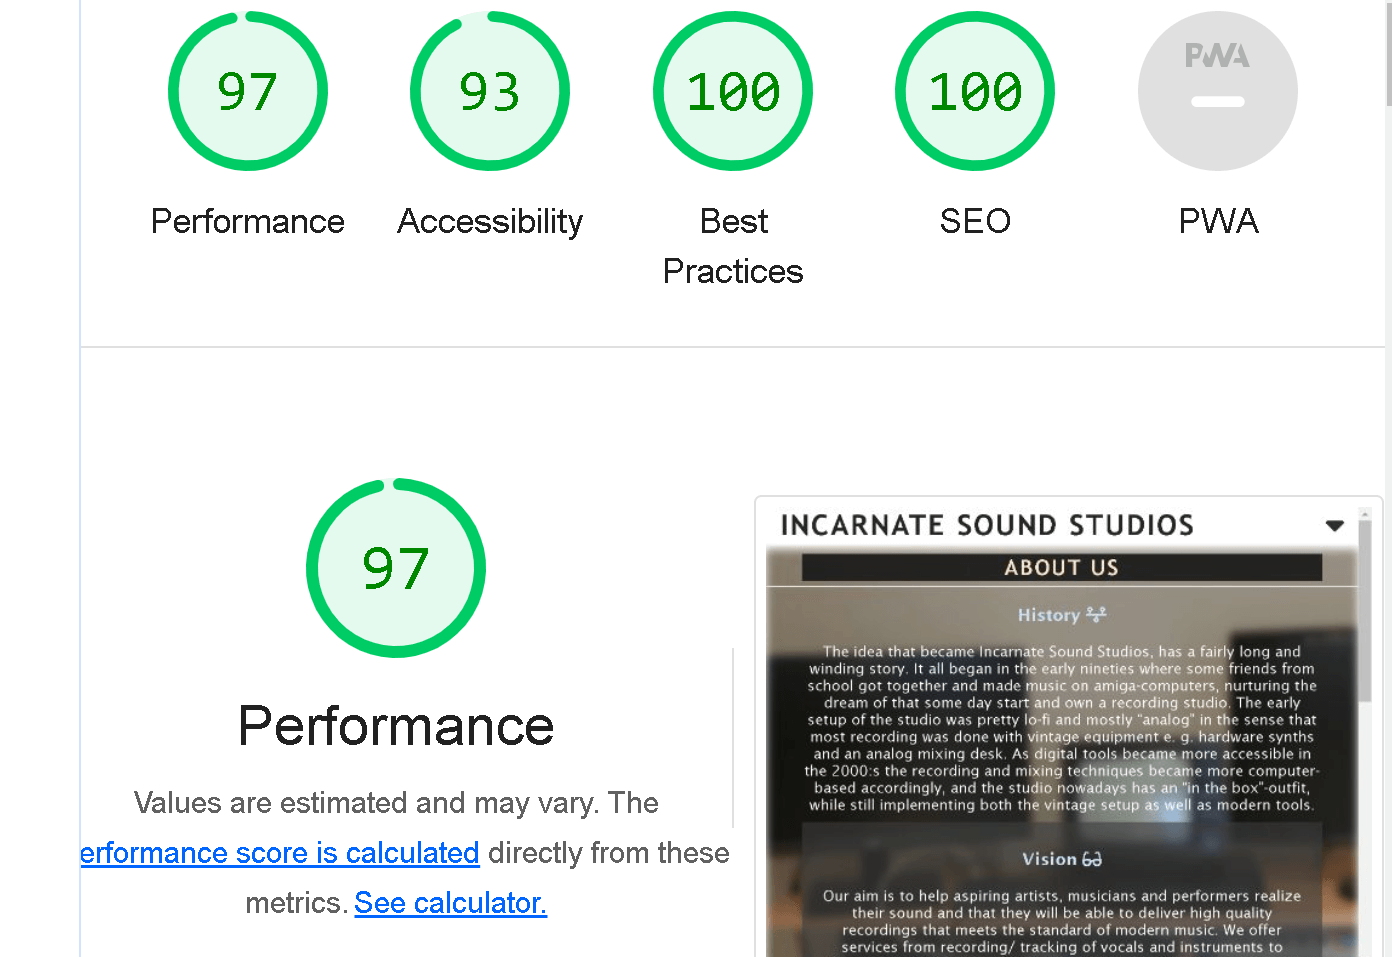 97
93
100
100
PWA
Performance
Accessibility
Best
Practices
SEO
PWA
97
Performance
Values are estimated and may vary. The
erformance score is calculated directly from these
metrics. See calculator.
INCARNATE SOUND STUDIOS
ABOUT US
History
The idea that became Incarnate Sound Studios, has a fairly long and
winding story. It all began in the early nineties where some friends from
school got together and made music on amiga-computers, nurturing the
dream of that some day start and own a recording studio. The early
setup of the studio was pretty lo-fi and mostly "analog" in the sense that
most recording was done with vintage equipment e. g. hardware synths
and an analog mixing desk. As digital tools became more accessible in
the 2000:s the recording and mixing techniques became more computer-
based accordingly, and the studio nowadays has an "in the box"-outfit,
while still implementing both the vintage setup as well as modern tools.
Vision
Our aim is to help aspiring artists, musicians and performers realize
their sound and that they will be able to deliver high quality
recordings that meets the standard of modern music. We offer
services from recording/ tracking of vocals and instruments to